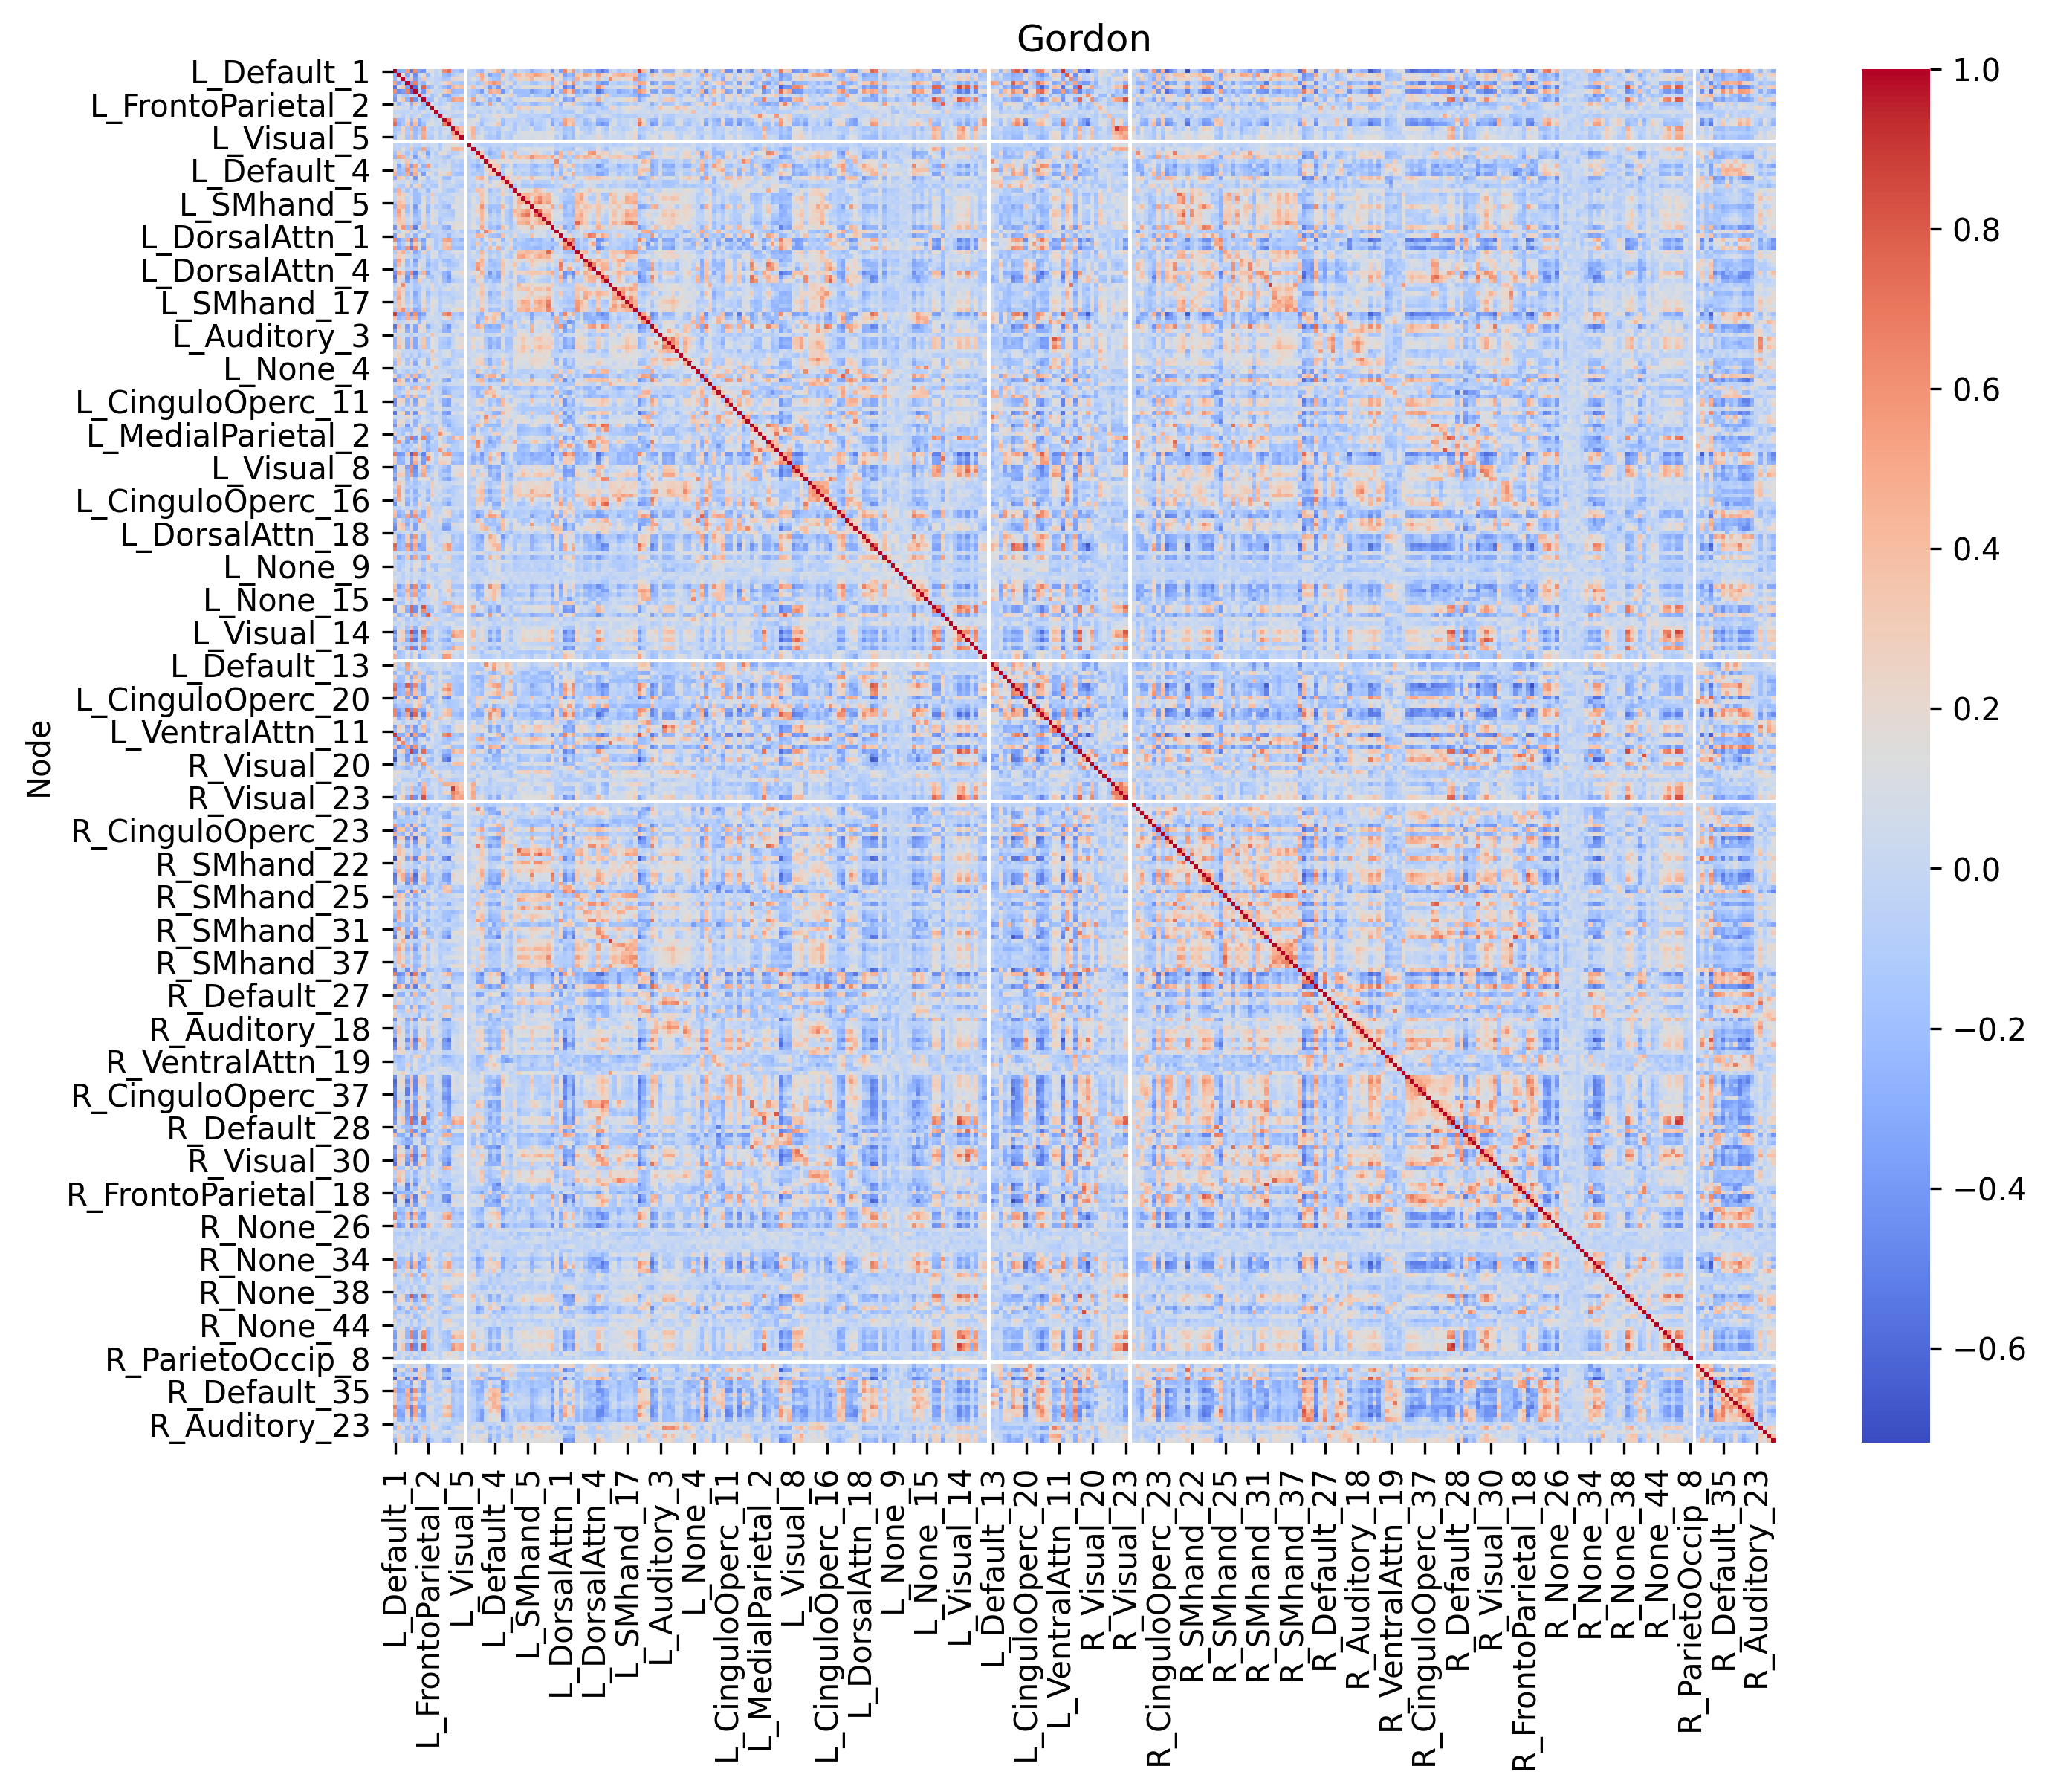 Gordon
Node
L_Default_1
L_FrontoParietal_2
L_Visual_5
L_Default_4
L_SMhand_5
L_DorsalAttn_1
L_DorsalAttn_4
L_SMhand_17
L_Auditory_3
L_None_4
L_CinguloOperc_11
L_MedialParietal_2
L_Visual_8
L_CinguloOperc_16
L_DorsalAttn_18
L_None_9
L_None_15
L_Visual_14
L_Default_13
L_CinguloOperc_20
L_VentralAttn_11
R_Visual_20
R_Visual_23
R_CinguloOperc_23
R_SMhand_22
R_SMhand_25
R_SMhand_31
R_SMhand_37
R_Default_27
R_Auditory_18
R_VentralAttn_19
R_CinguloOperc_37
R_Default_28
R_Visual_30
R_FrontoParietal_18
R_None_26
R_None_34
R_None_38
R_None_44
R_ParietoOccip_8
R_Default_35
R_Auditory_23
L_Default_1
L_FrontoParietal_2
L_Visual_5
L_Default_4
L_SMhand_5
L_DorsalAttn_1
L_DorsalAttn_4
L_SMhand_17
L_Auditory_3
L_None_4
L_CinguloOperc_11
L_MedialParietal_2
L_Visual_8
L_CinguloOperc_16
L_DorsalAttn_18
L_None_9
L_None_15
L_Visual_14
L_Default_13
L_CinguloOperc_20
L_VentralAttn_11
R_Visual_20
R_Visual_23
R_CinguloOperc_23
R_SMhand_22
R_SMhand_25
R_SMhand_31
R_SMhand_37
R_Default_27
R_Auditory_18
R_VentralAttn_19
R_CinguloOperc_37
R_Default_28
R_Visual_30
R_FrontoParietal_18
R_None_26
R_None_34
R_None_38
R_None_44
R_ParietoOccip_8
R_Default_35
R_Auditory_23
1.0
0.8
0.6
0.4
0.2
0.0
−0.2
−0.4
−0.6